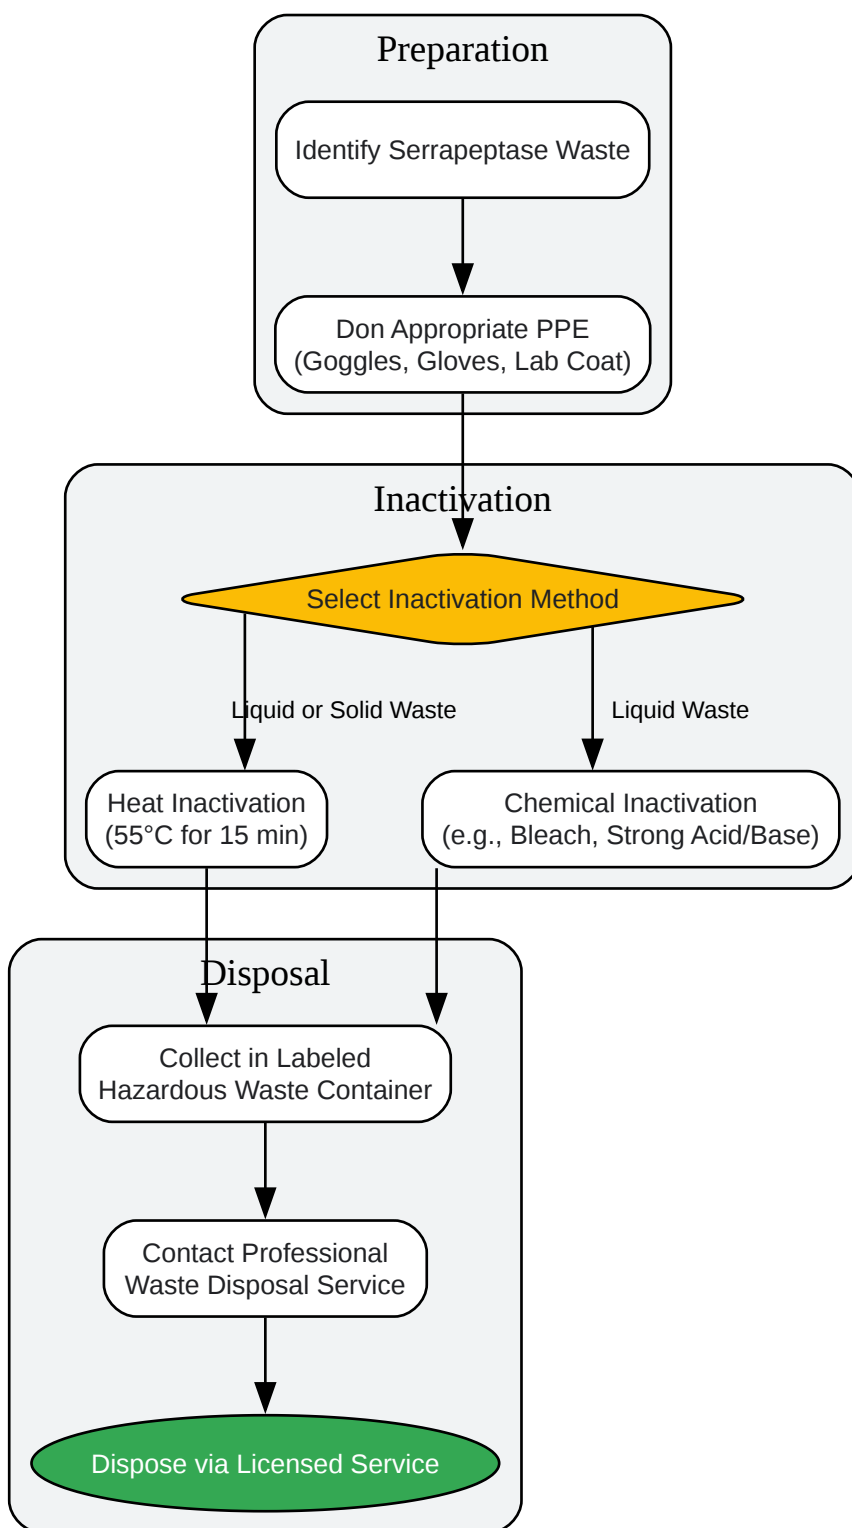 Preparation
Identify Serrapeptase Waste
Don Appropriate PPE
(Goggles, Gloves, Lab Coat)
Inactivation
Select Inactivation Method
Liquid or Solid Waste
Liquid Waste
Heat Inactivation
(55°C for 15 min)
Chemical Inactivation
(e.g., Bleach, Strong Acid/Base)
Disposal
Collect in Labeled
Hazardous Waste Container
Contact Professional
Waste Disposal Service
Dispose via Licensed Service